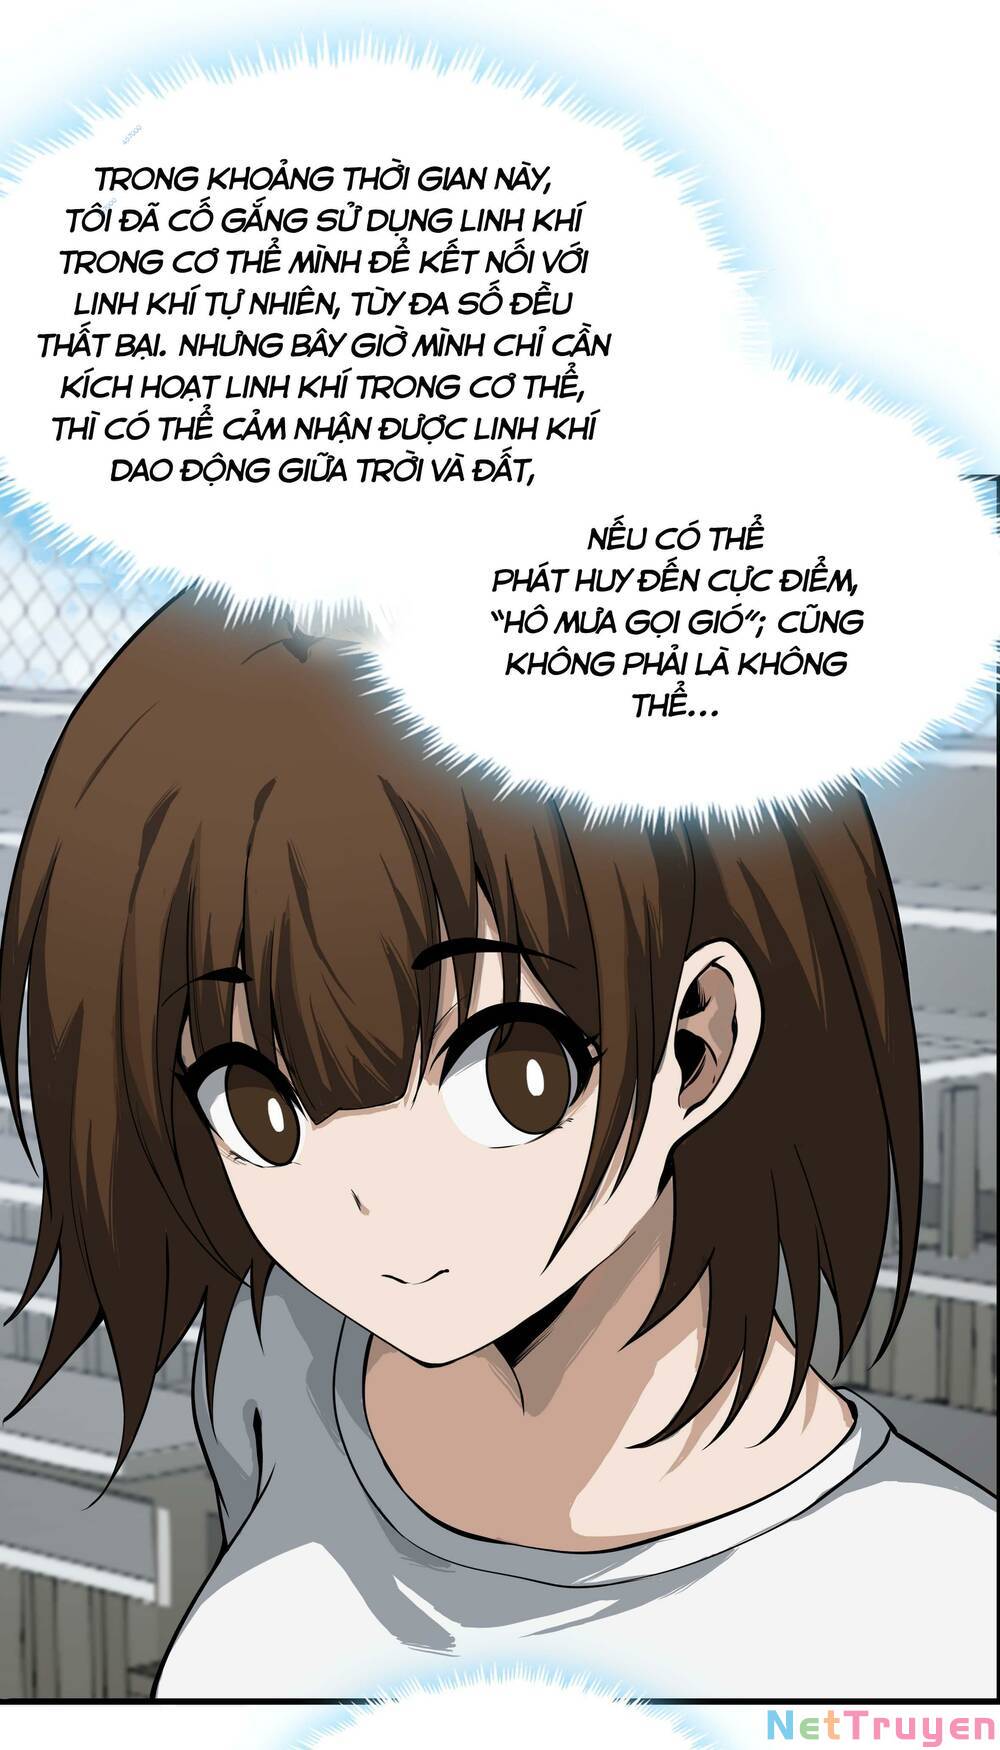 TRONG KHOẢNG THỜI GIAN NÀY,
TÔI ĐÃ CỐ GẮNG SỬ DỤNG LINH KHÍ
TRONG CƠ THỂ MÌNH ĐỂ KẾT NỐI VỚI
LINH KHÍ TỰ NHIÊN, TÙY ĐA SỐ ĐỀU
THẤT BẠI. NHƯNG BÂY GIỜ MÌNH CHỈ CẦN
KÍCH HOẠT LINH KHÍ TRONG CƠ THỂ,
THÌ CÓ THỂ CẢM NHẬN ĐƯỢC LINH KHÍ
DAO ĐỘNG GIỮA TRỜI VÀ ĐẤT,
NẾU CÓ THỂ
PHÁT HUY ĐẾN CỰC ĐIỂM,
"HÔ MƯA GỌI GIÓ"; CŨNG
KHÔNG PHẢI LÀ KHÔNG
THỂ...
NetTruyen